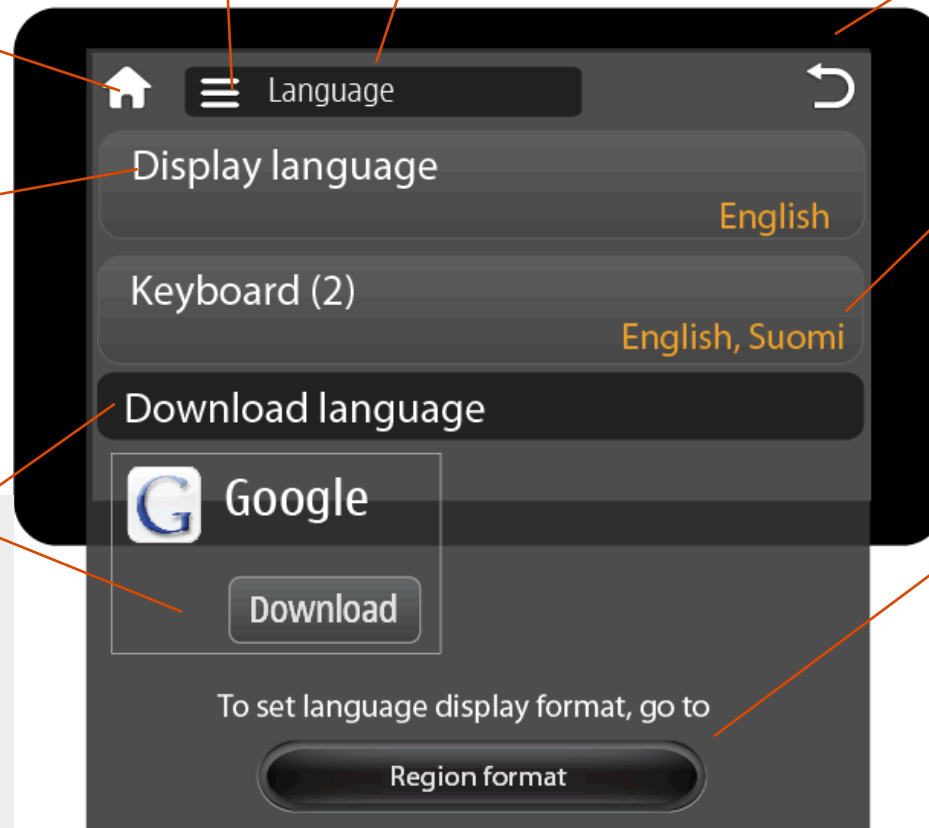 Language
Display language
English
Keyboard (2)
English, Suomi
Download language
G Google
Download
To set language display format, go to
Region format